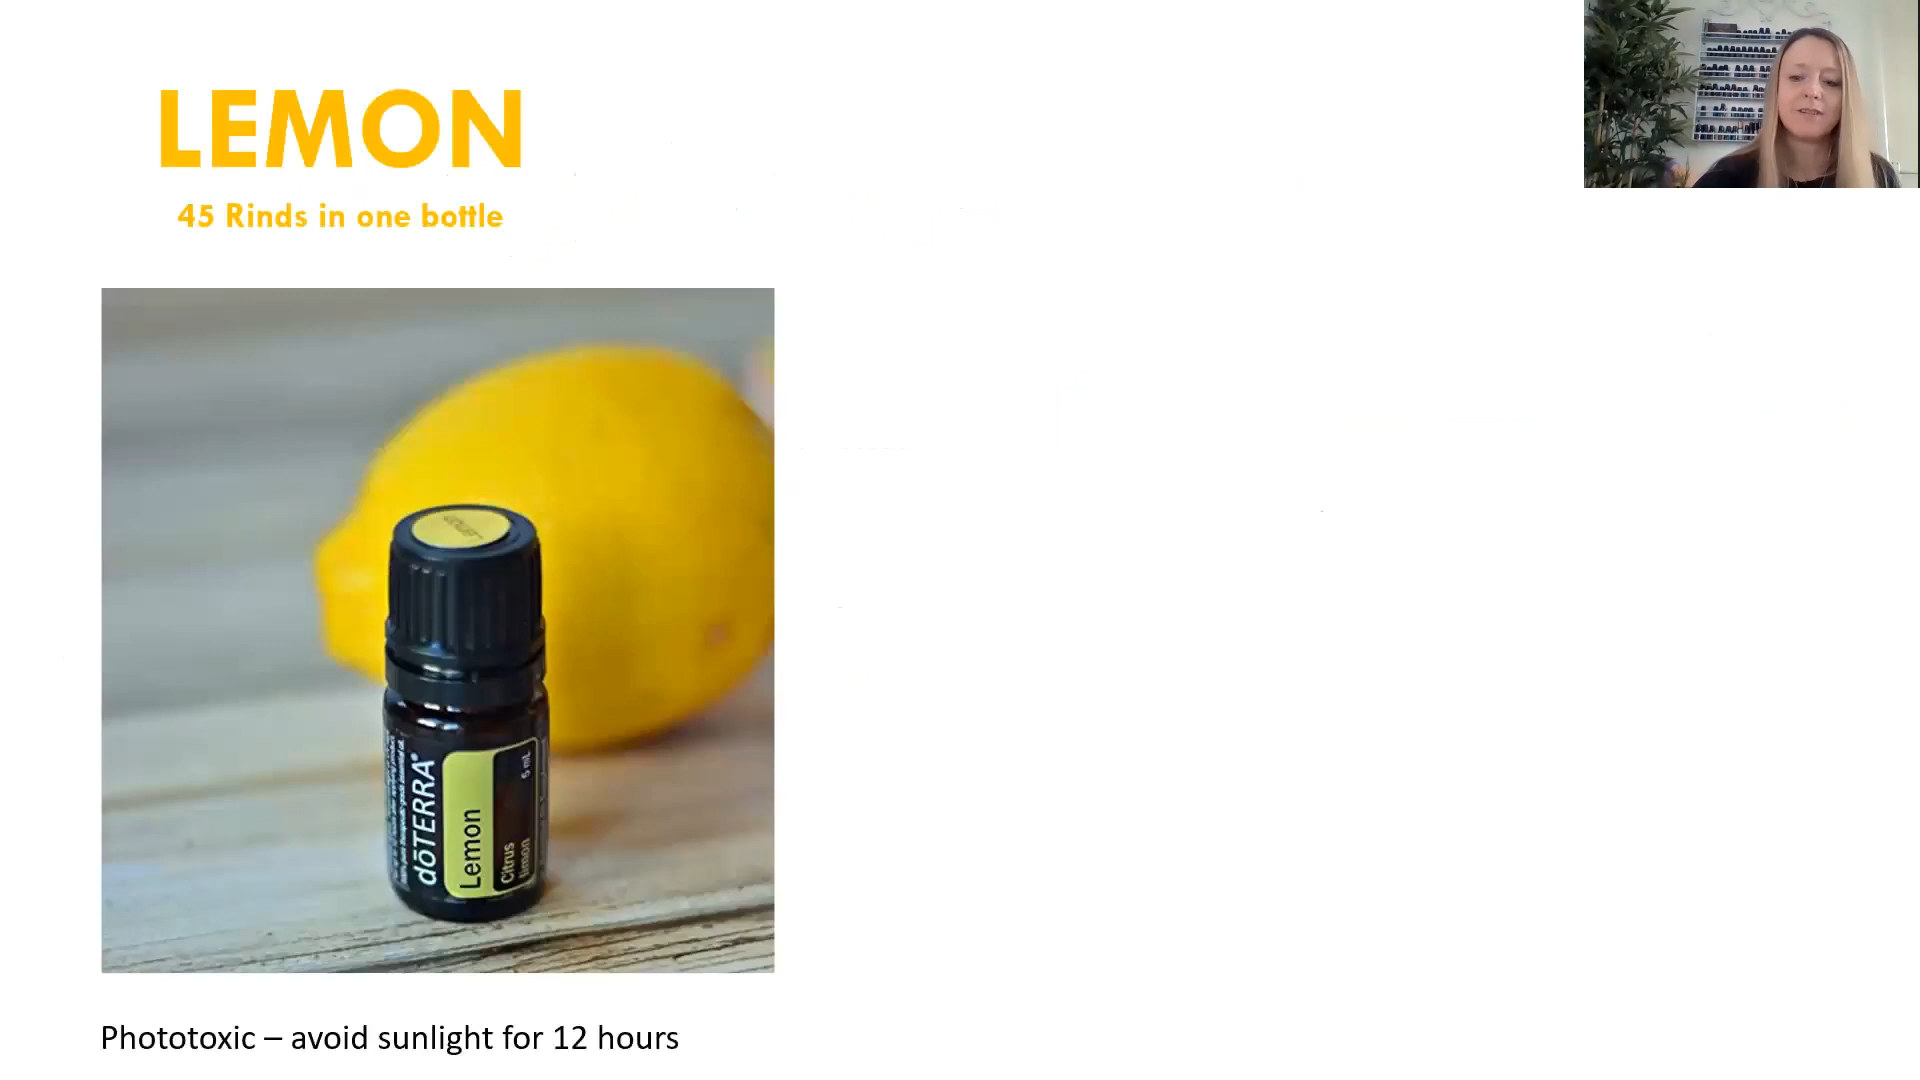 LEMON
45 Rinds in one bottle
dōTERRA®
Lemon
Citrus
limon
5 mL
Phototoxic – avoid sunlight for 12 hours